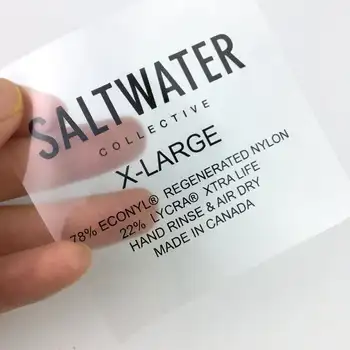 SALTWATER
COLLECTIVE
X-LARGE
78% ECONYL® REGENERATED NYLON
22% LYCRA® XTRA LIFE
HAND RINSE & AIR DRY
MADE IN CANADA